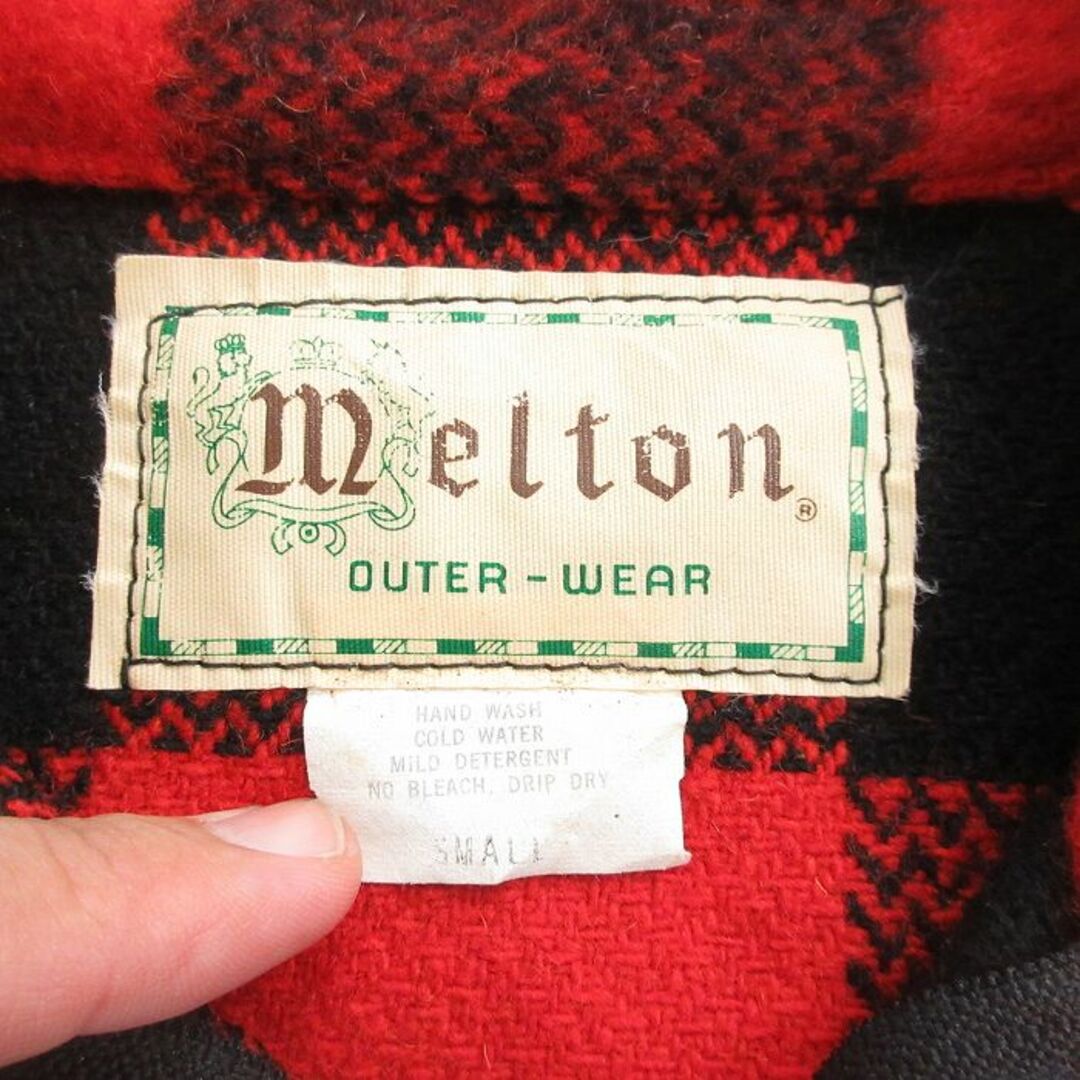 Melton®
OUTER-WEAR
HAND WASH
COLD WATER
MILD DETERGENT
NO BLEACH, DRIP DRY
SMALL